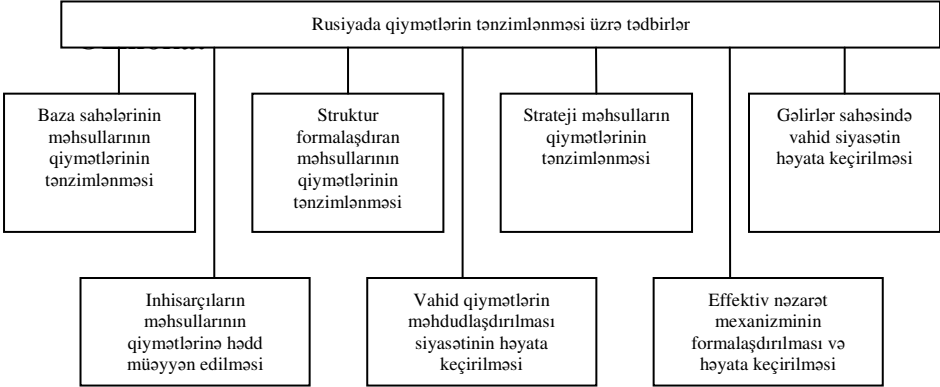 Rusiyada qiymətlərin tənzimlənməsi üzrə tədbirlər
Baza sahələrinin
məhsullarının
qiymətlərinin
tənzimlənməsi
Struktur
formalaşdıran
məhsullarının
qiymətlərinin
tənzimlənməsi
Strateji məhsulların
qiymətlərinin
tənzimlənməsi
Gəlirlər sahəsində
vahid siyasətin
həyata keçirilməsi
Inhisarçıların
məhsullarının
qiymətlərinə hədd
müəyyən edilməsi
Vahid qiymətlərin
məhdudlaşdırılması
siyasətinin həyata
keçirilməsi
Effektiv nəzarət
mexanizminin
formalaşdırılması və
həyata keçirilməsi